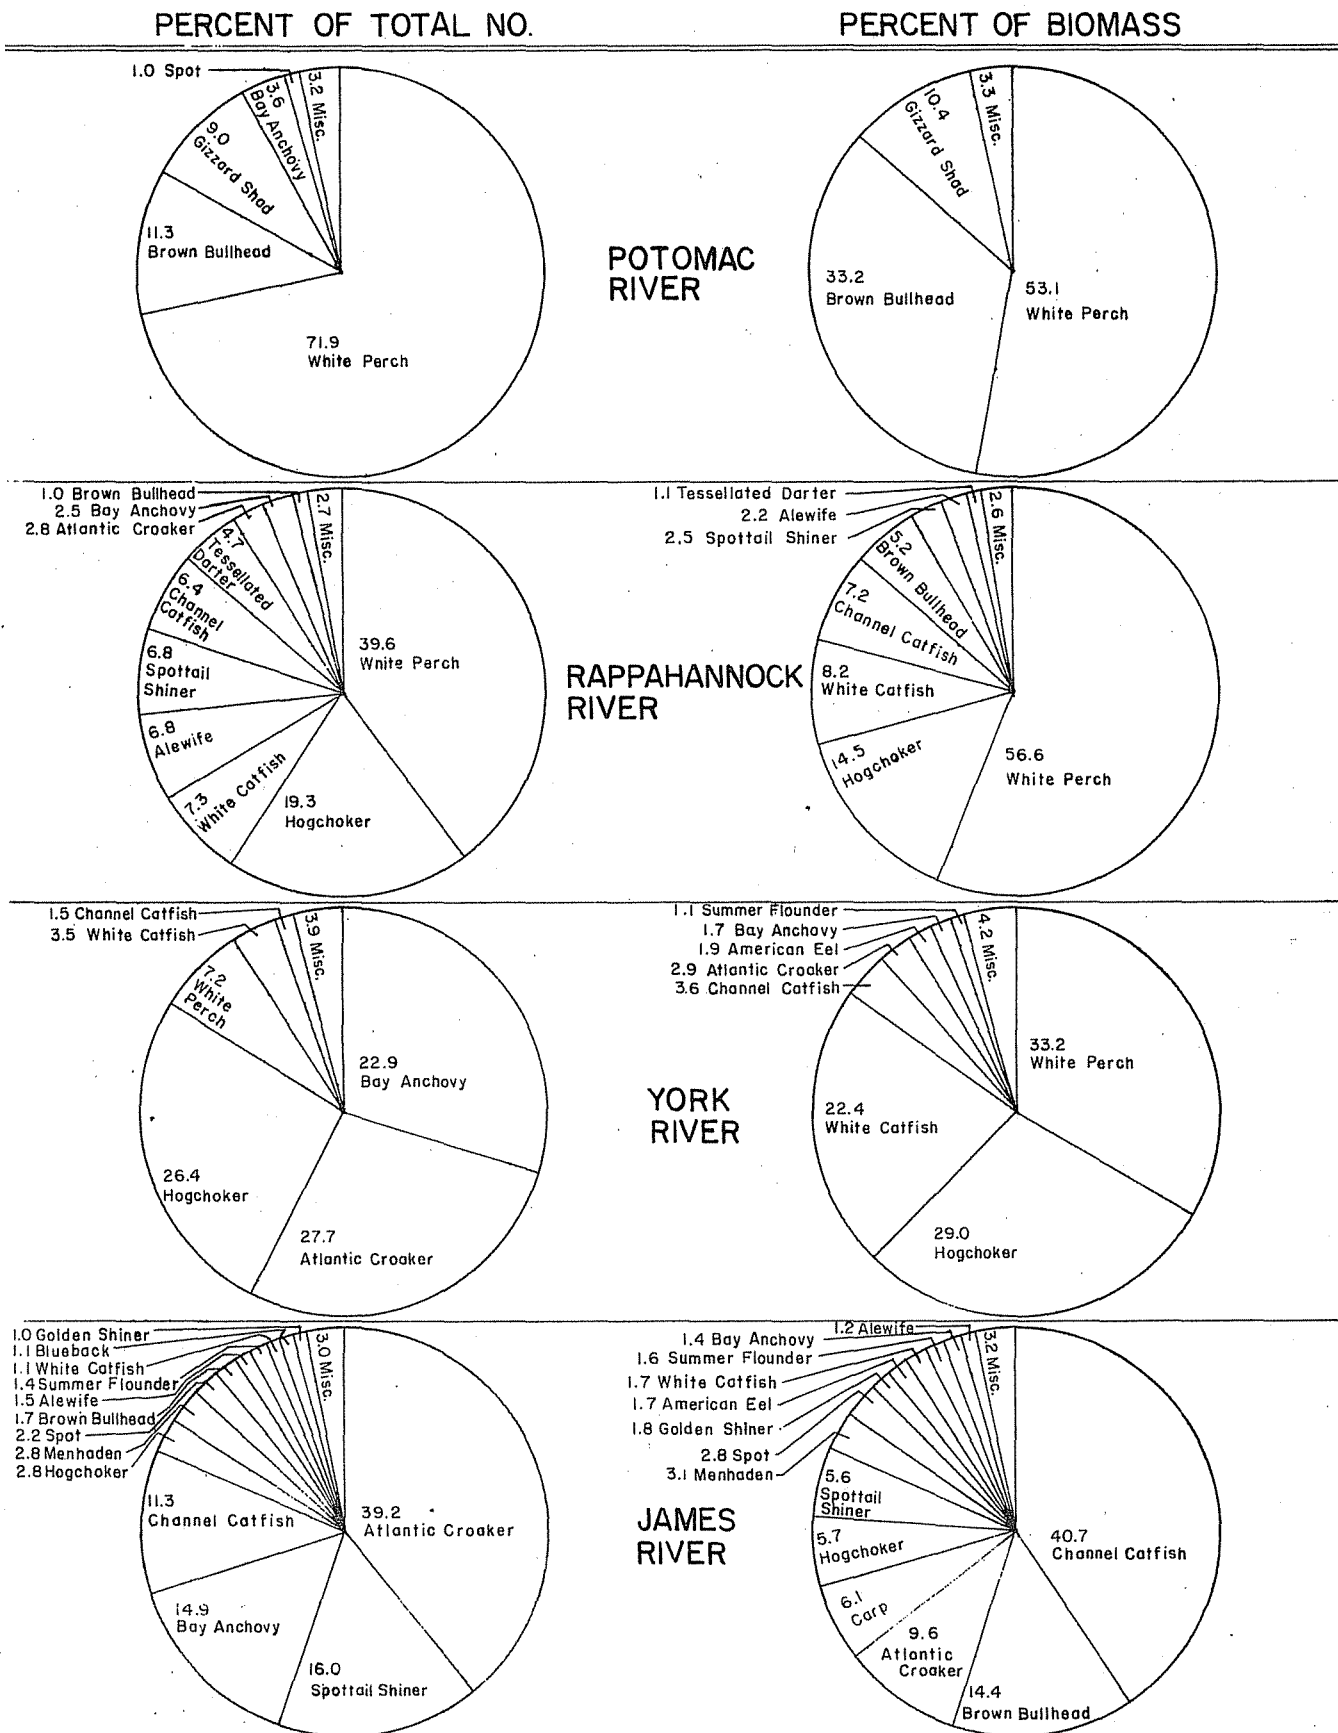 PERCENT OF TOTAL NO.
PERCENT OF BIOMASS
1.0 Spot
3.2 Misc.
3.6
Bay Anchovy
9.0
Gizzard Shad
11.3
Brown Bullhead
71.9
White Perch
POTOMAC
RIVER
3.3 Misc.
10.4
Gizzard Shad
33.2
Brown Bullhead
53.1
White Perch
1.0 Brown Bullhead
2.5 Bay Anchovy
2.8 Atlantic Croaker
2.7 Misc.
4.7
Tessellated
Darter
6.4
Channel
Catfish
6.8
Spottail
Shiner
6.8
Alewife
7.3
White Catfish
19.3
Hogchoker
39.6
White Perch
RAPPAHANNOCK
RIVER
1.1 Tessellated Darter
2.2 Alewife
2.5 Spottail Shiner
2.6 Misc.
5.2
Brown Bullhead
7.2
Channel Catfish
8.2
White Catfish
14.5
Hogchoker
56.6
White Perch
1.5 Channel Catfish
3.5 White Catfish
3.9 Misc.
7.2
White
Perch
22.9
Bay Anchovy
26.4
Hogchoker
27.7
Atlantic Croaker
YORK
RIVER
1.1 Summer Flounder
1.7 Bay Anchovy
1.9 American Eel
2.9 Atlantic Croaker
3.6 Channel Catfish
4.2 Misc.
33.2
White Perch
22.4
White Catfish
29.0
Hogchoker
1.0 Golden Shiner
1.1 Blueback
1.1 White Catfish
1.4 Summer Flounder
1.5 Alewife
1.7 Brown Bullhead
2.2 Spot
2.8 Menhaden
2.8 Hogchoker
3.0 Misc.
11.3
Channel Catfish
39.2
Atlantic Croaker
14.9
Bay Anchovy
16.0
Spottail Shiner
JAMES
RIVER
1.2 Alewife
1.4 Bay Anchovy
1.6 Summer Flounder
1.7 White Catfish
1.7 American Eel
1.8 Golden Shiner
2.8 Spot
3.1 Menhaden
3.2 Misc.
5.6
Spottail
Shiner
5.7
Hogchoker
6.1
Carp
9.6
Atlantic
Croaker
14.4
Brown Bullhead
40.7
Channel Catfish